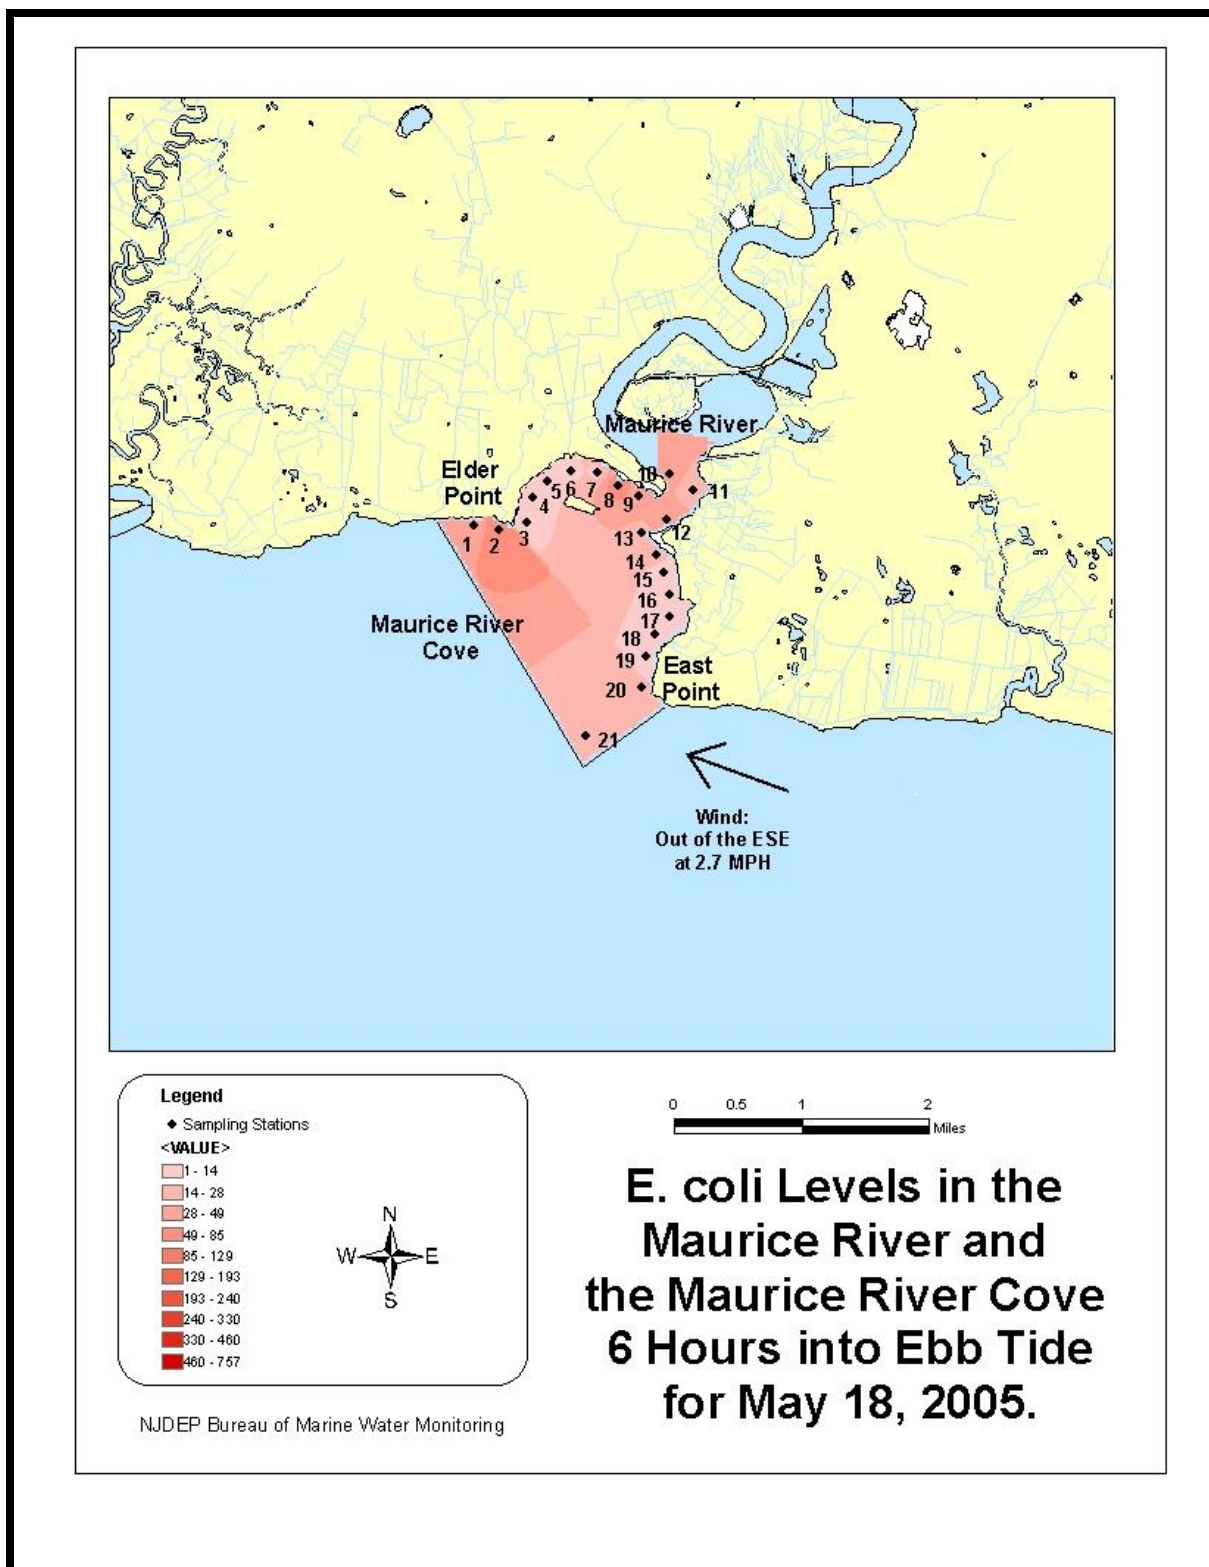 Maurice River
Elder
Point
10
11
5
6
7
8
9
4
3
1
2
12
13
14
15
16
17
18
19
20
21
Maurice River
Cove
East
Point
Wind:
Out of the ESE
at 2.7 MPH
Legend
Sampling Stations
<VALUE>
1 - 14
14 - 28
28 - 49
49 - 85
85 - 129
129 - 193
193 - 240
240 - 330
330 - 460
460 - 757
N
W E
S
0 0.5 1 2
Miles
E. coli Levels in the
Maurice River and
the Maurice River Cove
6 Hours into Ebb Tide
for May 18, 2005.
NJDEP Bureau of Marine Water Monitoring